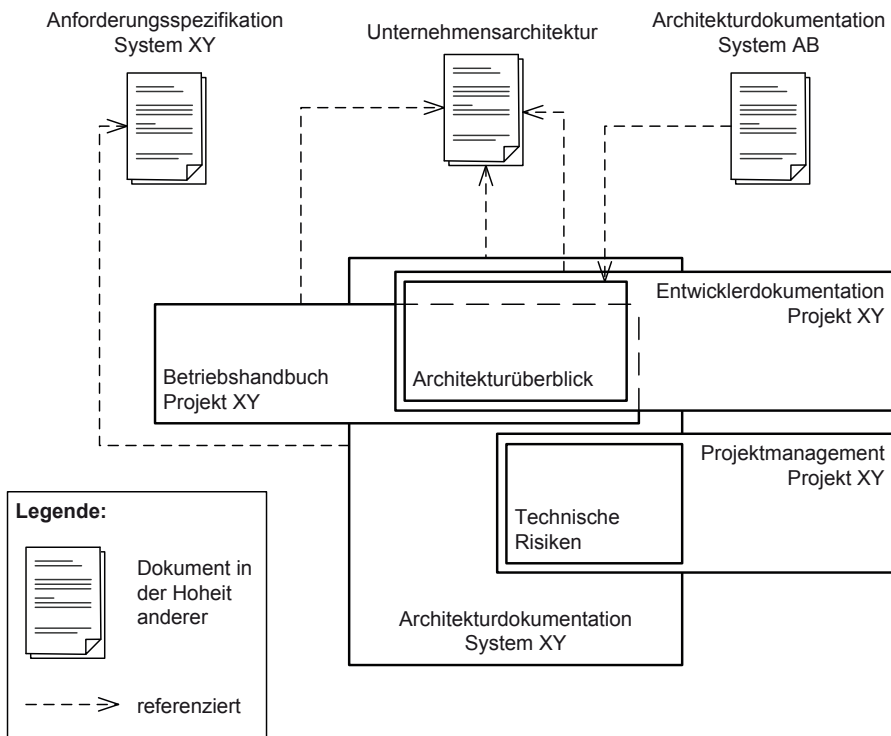 Anforderungsspezifikation
System XY
Unternehmensarchitektur
Architekturdokumentation
System AB
Entwicklerdokumentation
Projekt XY
Betriebshandbuch
Projekt XY
Architekturüberblick
Projektmanagement
Projekt XY
Technische
Risiken
Architekturdokumentation
System XY
Legende:
Dokument in
der Hoheit
anderer
referenziert